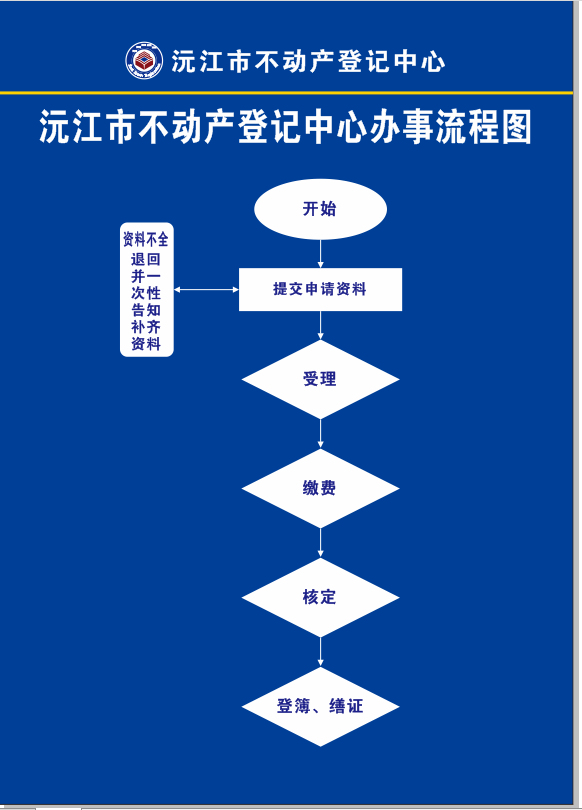 沅江市不动产登记中心
沅江市不动产登记中心办事流程图
开始
资料不全
退回
并一
次性
告知
补齐
资料
提交申请资料
受理
缴费
核定
登簿、缮证